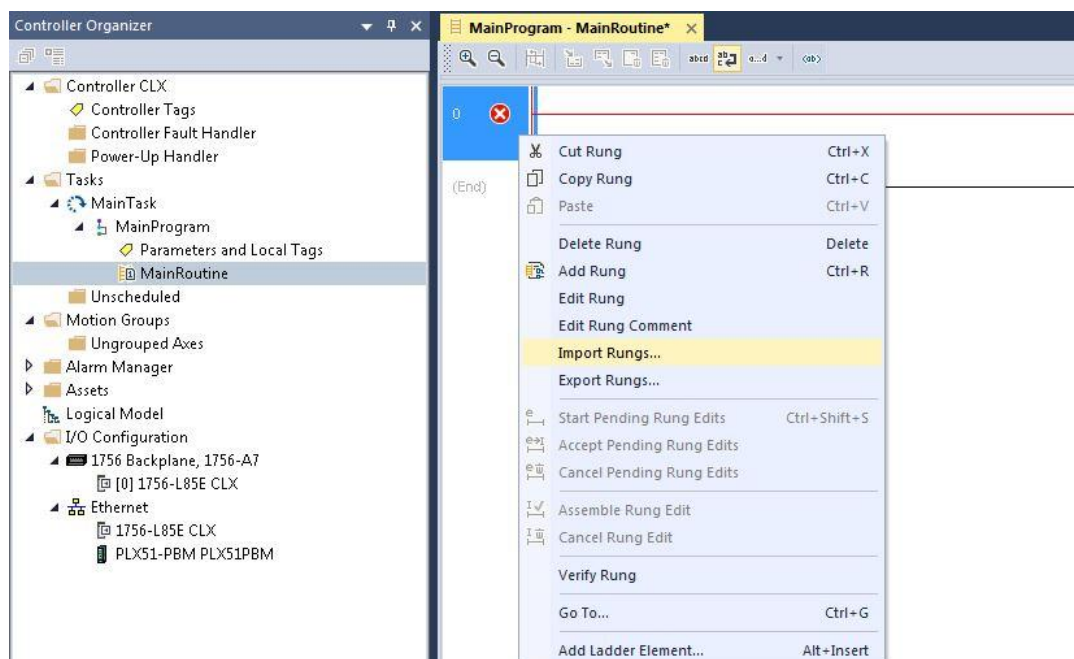 Controller Organizer
Controller CLX
Controller Tags
Controller Fault Handler
Power-Up Handler
Tasks
MainTask
MainProgram
Parameters and Local Tags
MainRoutine
Unscheduled
Motion Groups
Ungrouped Axes
Alarm Manager
Assets
Logical Model
I/O Configuration
1756 Backplane, 1756-A7
[0] 1756-L85E CLX
Ethernet
1756-L85E CLX
PLX51-PBM PLX51PBM
MainProgram - MainRoutine*
abcd ab c a...d <ab>
0
(End)
Cut Rung Ctrl+X
Copy Rung Ctrl+C
Paste Ctrl+V
Delete Rung Delete
Add Rung Ctrl+R
Edit Rung
Edit Rung Comment
Import Rungs...
Export Rungs...
Start Pending Rung Edits Ctrl+Shift+S
Accept Pending Rung Edits
Cancel Pending Rung Edits
Assemble Rung Edit
Cancel Rung Edit
Verify Rung
Go To... Ctrl+G
Add Ladder Element... Alt+Insert